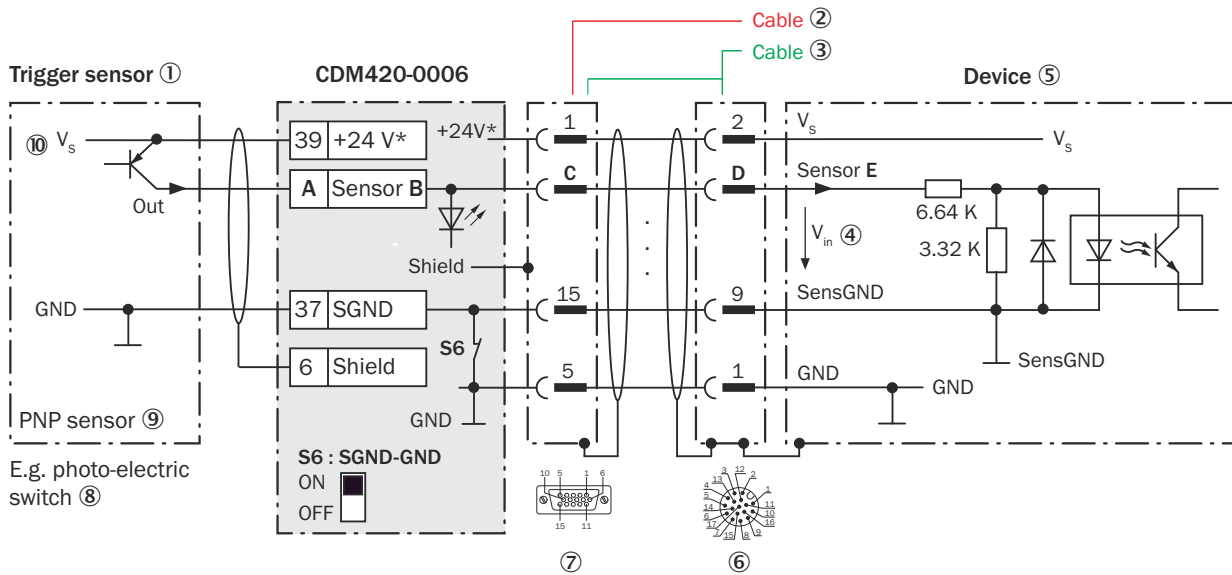 Cable ②
Cable ③
Trigger sensor ①
CDM420-0006
Device ⑤
⑩ Vs
39 +24 V*
+24V*
1
2
Vs
Vs
A Sensor B
C
D
Sensor E
Out
6.64 K
3.32 K
Vin ④
Shield
GND
37 SGND
15
9
SensGND
S6
6 Shield
SensGND
5
1
GND
GND
GND
PNP sensor ⑨
E.g. photo-electric
switch ⑧
S6 : SGND-GND
ON
OFF
10 5 1 6
15 11
3 12 2
13
4 1
5
14 11
6 10
17 16
7 15 8 9
⑦
⑥